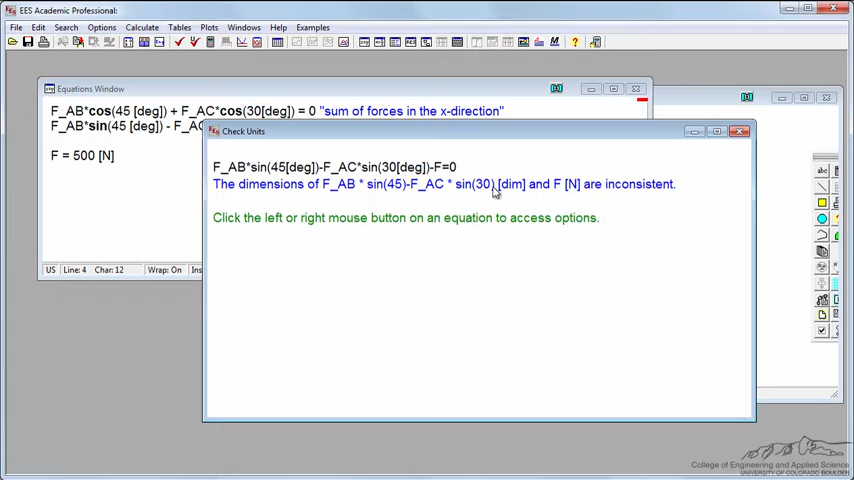 EES Academic Professional:
File Edit Search Options Calculate Tables Plots Windows Help Examples
Equations Window
F_AB*cos(45 [deg]) + F_AC*cos(30[deg]) = 0 "sum of forces in the x-direction"
F_AB*sin(45 [deg]) - F_AC
F = 500 [N]
US Line: 4 Char: 12 Wrap: On Ins
Check Units
F_AB*sin(45[deg])-F_AC*sin(30[deg])-F=0
The dimensions of F_AB * sin(45)-F_AC * sin(30) [dim] and F [N] are inconsistent.
Click the left or right mouse button on an equation to access options.
abc
College of Engineering and Applied Science
UNIVERSITY OF COLORADO BOULDER